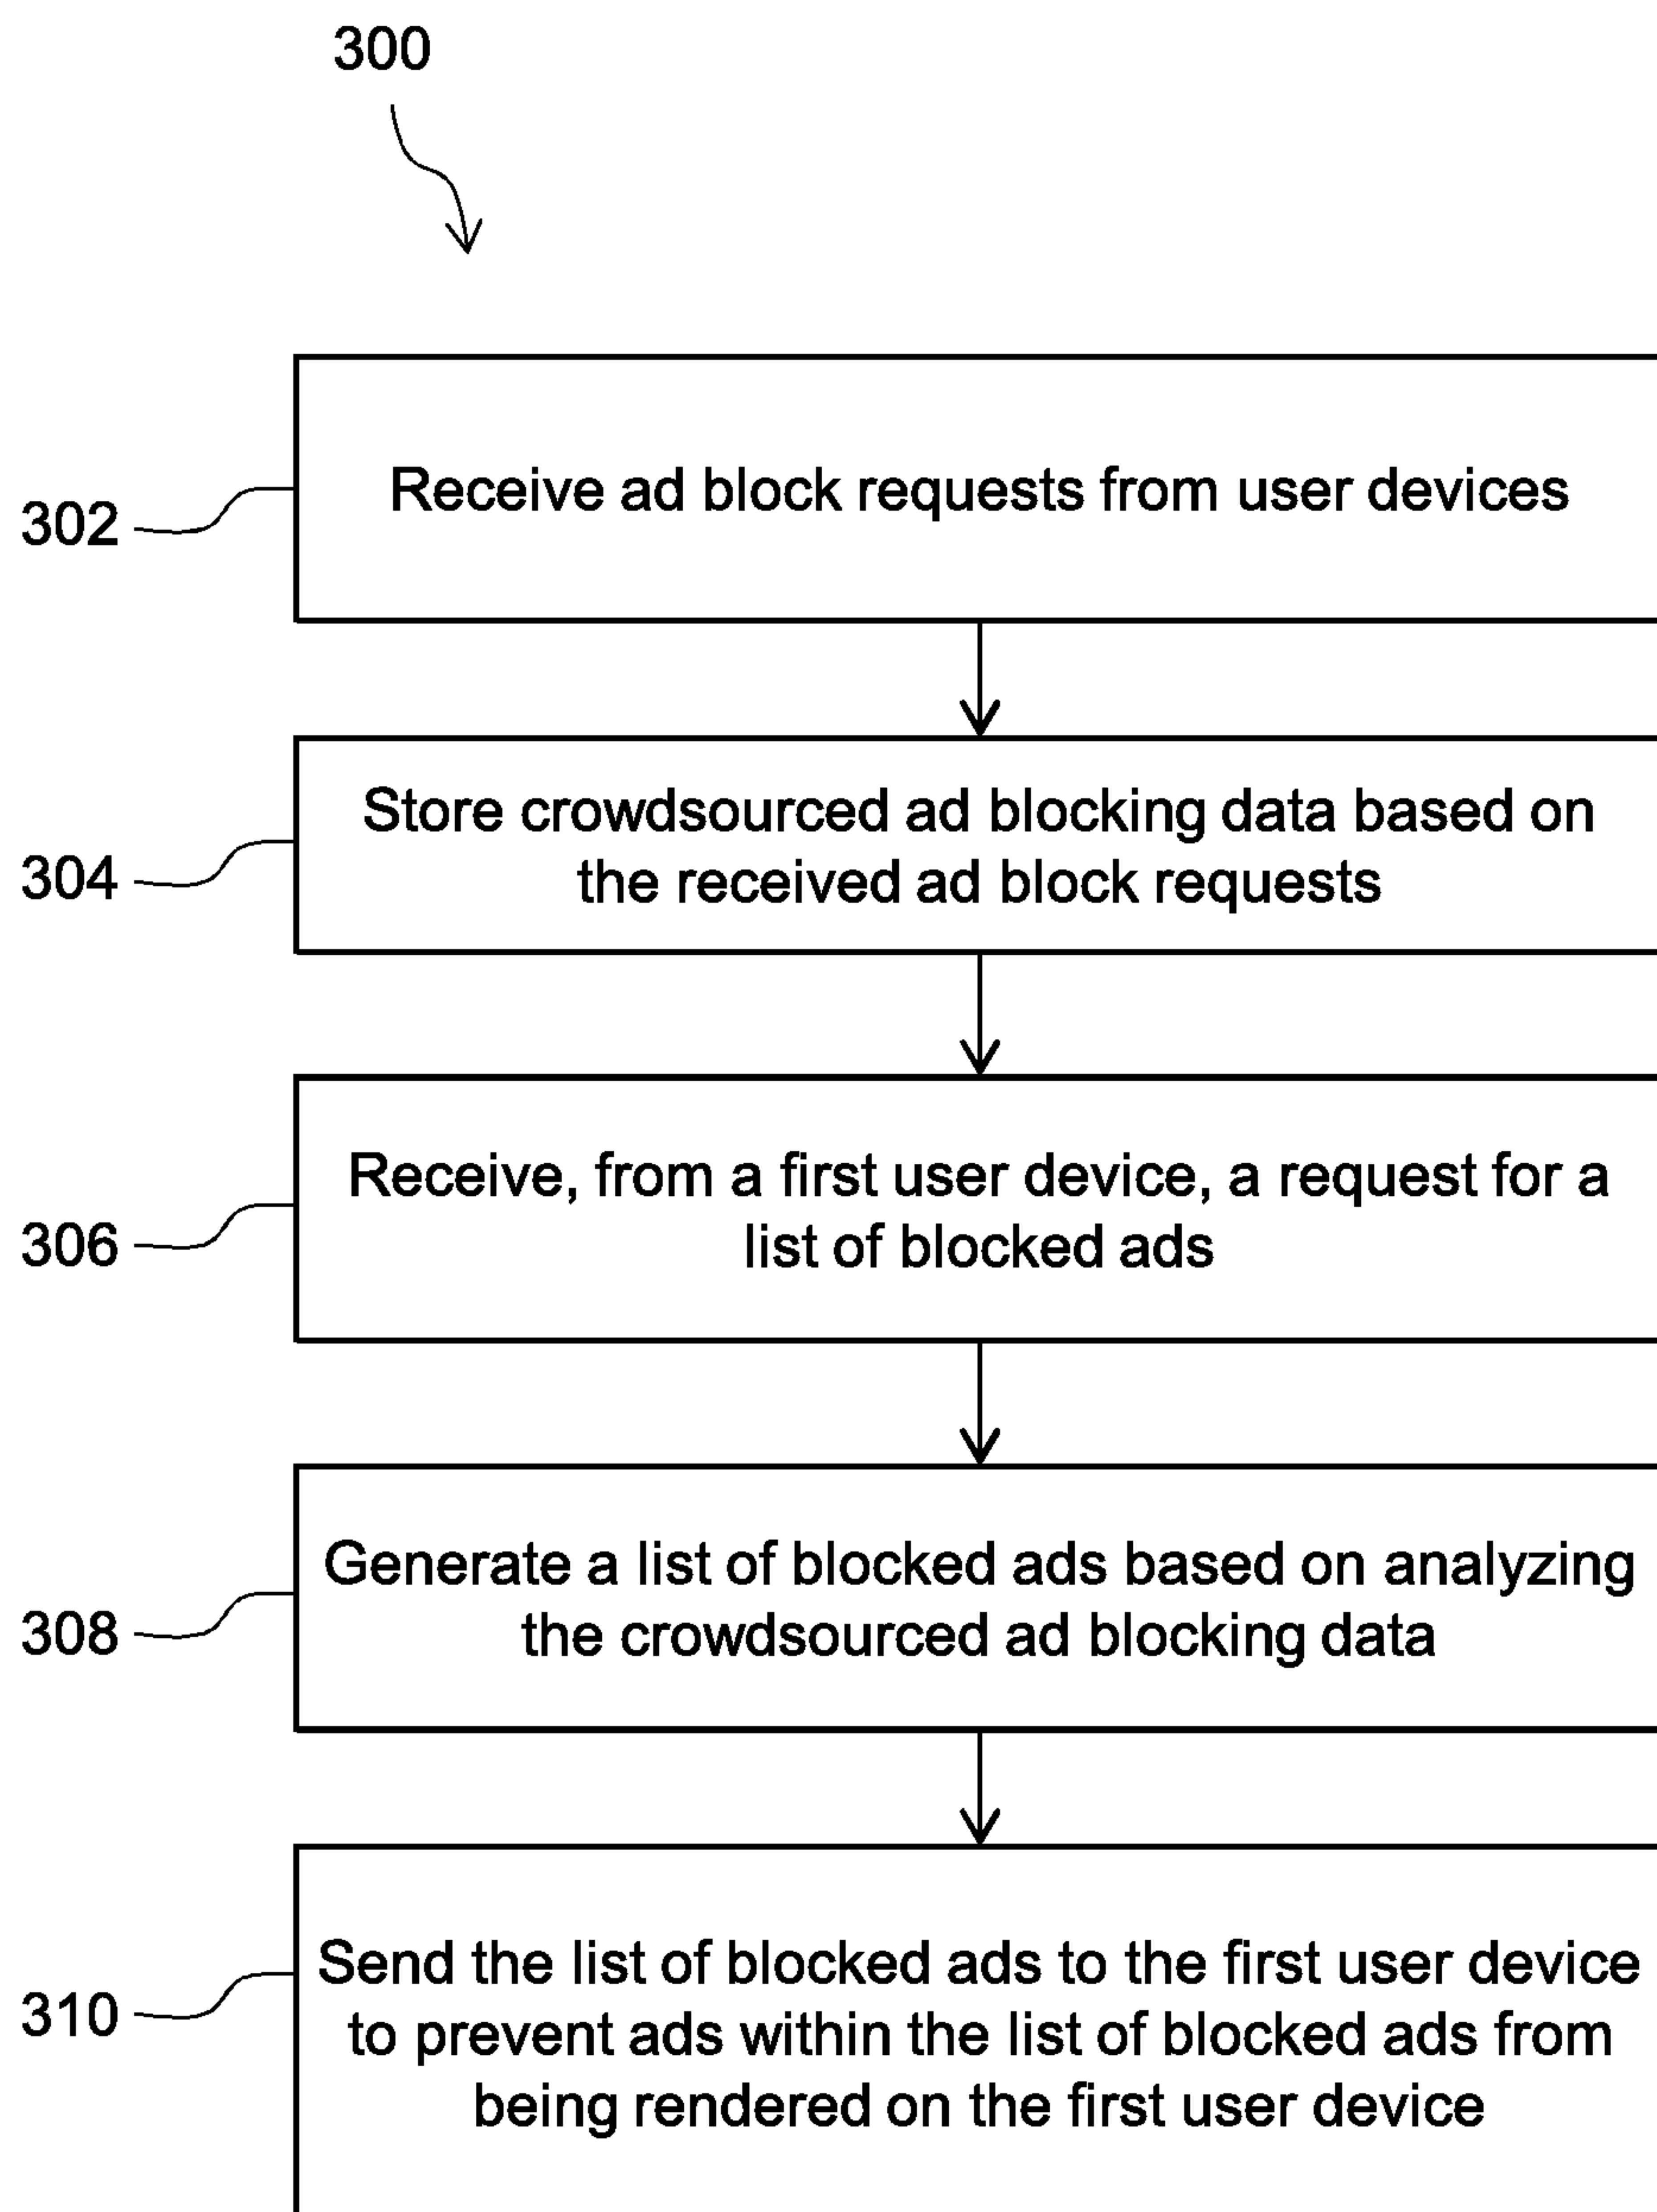 300
302
Receive ad block requests from user devices
304
Store crowdsourced ad blocking data based on
the received ad block requests
306
Receive, from a first user device, a request for a
list of blocked ads
308
Generate a list of blocked ads based on analyzing
the crowdsourced ad blocking data
310
Send the list of blocked ads to the first user device
to prevent ads within the list of blocked ads from
being rendered on the first user device